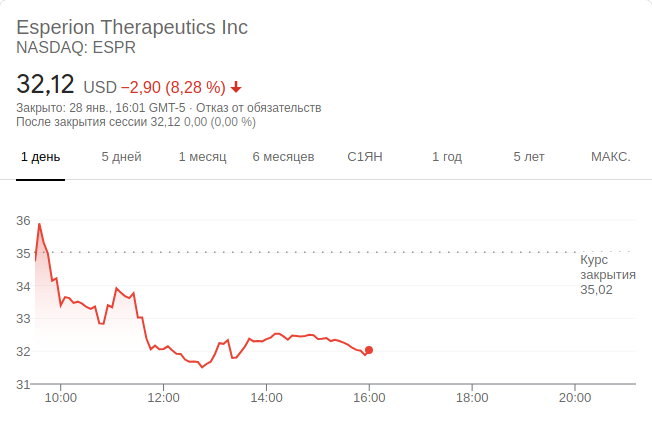 Esperion Therapeutics Inc
NASDAQ: ESPR
32,12 USD −2,90 (8,28 %)
Закрыто: 28 янв., 16:01 GMT-5 · Отказ от обязательств
После закрытия сессии 32,12 0,00 (0,00 %)
1 день 5 дней 1 месяц 6 месяцев С1ЯН 1 год 5 лет МАКС.
36
35
34
33
32
31
Курс
закрытия
35,02
10:00 12:00 14:00 16:00 18:00 20:00